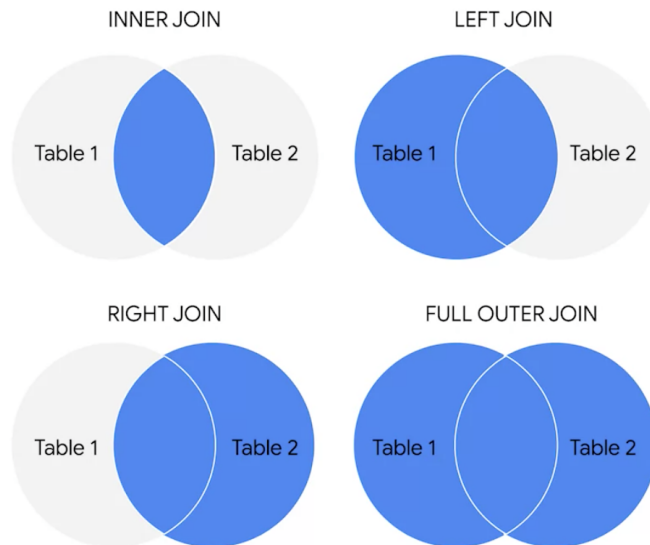 INNER JOIN
Table 1
Table 2
LEFT JOIN
Table 1
Table 2
RIGHT JOIN
Table 1
Table 2
FULL OUTER JOIN
Table 1
Table 2